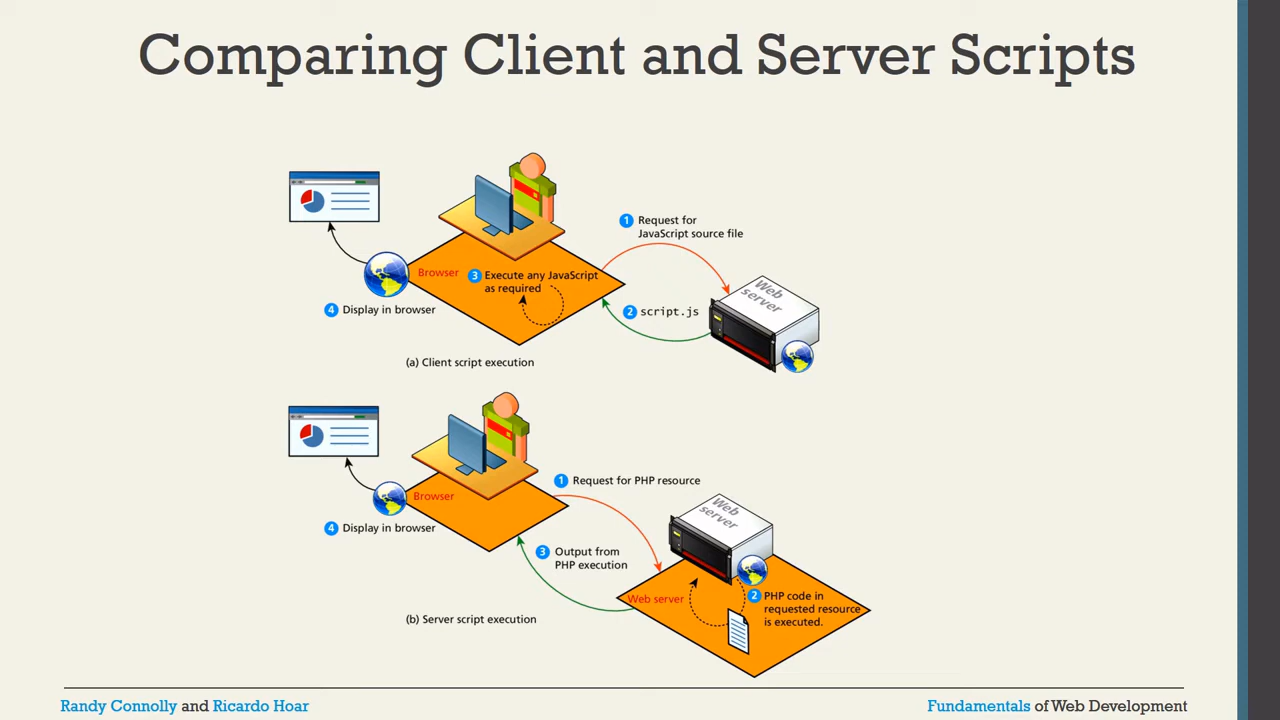 Comparing Client and Server Scripts
1 Request for
JavaScript source file
Web
server
Browser
3 Execute any JavaScript
as required
2 script.js
4 Display in browser
(a) Client script execution
1 Request for PHP resource
Web
server
Browser
4 Display in browser
3 Output from
PHP execution
Web server
2 PHP code in
requested resource
is executed.
(b) Server script execution
Randy Connolly and Ricardo Hoar
Fundamentals of Web Development